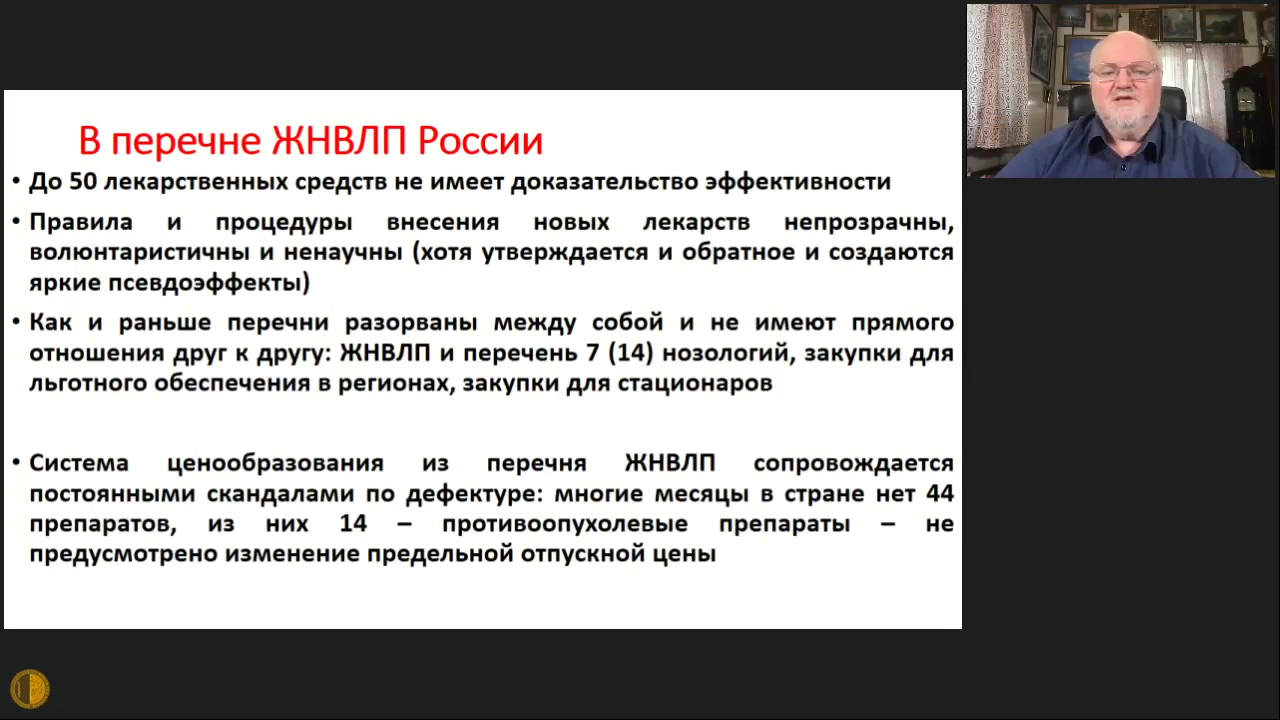 В перечне ЖНВЛП России
• До 50 лекарственных средств не имеет доказательство эффективности
• Правила и процедуры внесения новых лекарств непрозрачны,
волюнтаристичны и ненаучны (хотя утверждается и обратное и создаются
яркие псевдоэффекты)
• Как и раньше перечни разорваны между собой и не имеют прямого
отношения друг к другу: ЖНВЛП и перечень 7 (14) нозологий, закупки для
льготного обеспечения в регионах, закупки для стационаров
• Система ценообразования из перечня ЖНВЛП сопровождается
постоянными скандалами по дефектуре: многие месяцы в стране нет 44
препаратов, из них 14 – противоопухолевые препараты – не
предусмотрено изменение предельной отпускной цены